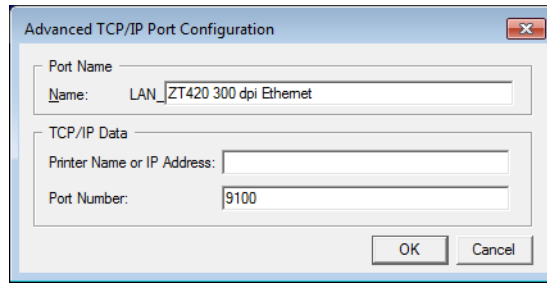 Advanced TCP/IP Port Configuration
Port Name
Name: LAN_ZT420 300 dpi Ethernet
TCP/IP Data
Printer Name or IP Address:
Port Number: 9100
OK Cancel